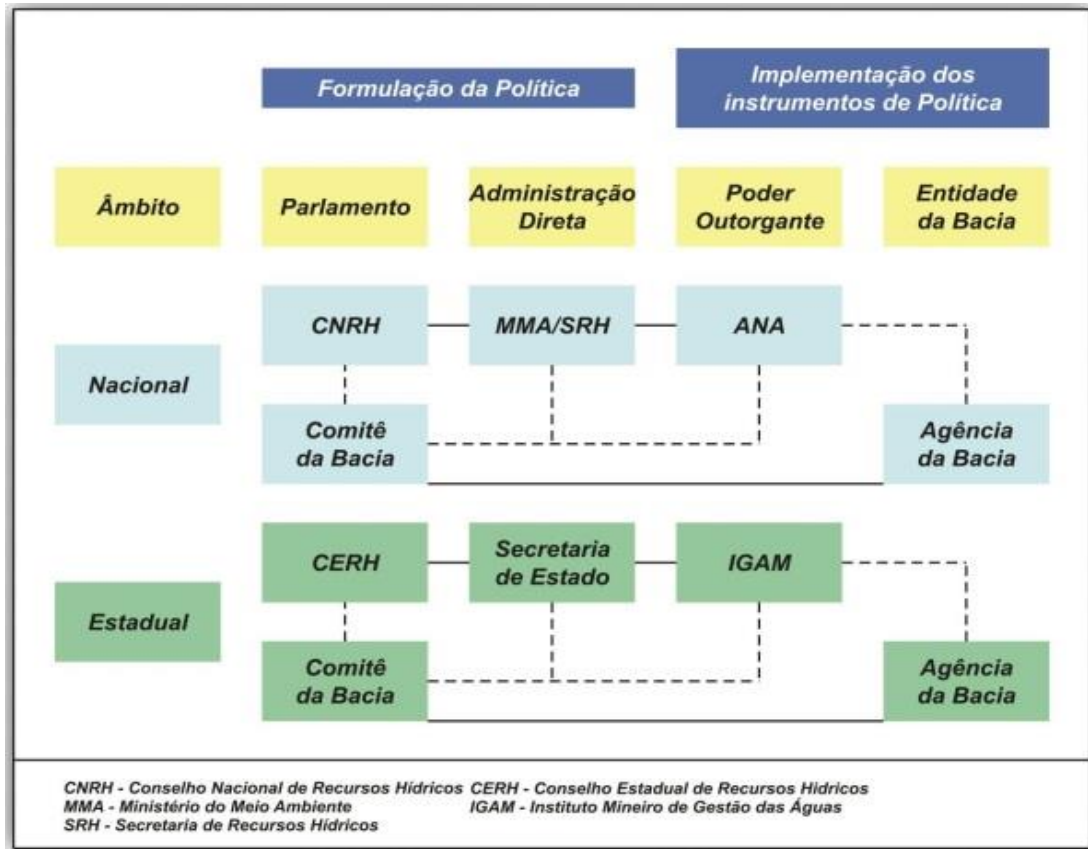 Formulação da Política
Implementação dos
instrumentos de Política
Âmbito
Parlamento
Administração
Direta
Poder
Outorgante
Entidade
da Bacia
Nacional
CNRH
MMA/SRH
ANA
Comitê
da Bacia
Agência
da Bacia
Estadual
CERH
Secretaria
de Estado
IGAM
Comitê
da Bacia
Agência
da Bacia
CNRH - Conselho Nacional de Recursos Hídricos
MMA - Ministério do Meio Ambiente
SRH - Secretaria de Recursos Hídricos
CERH - Conselho Estadual de Recursos Hidricos
IGAM - Instituto Mineiro de Gestão das Águas